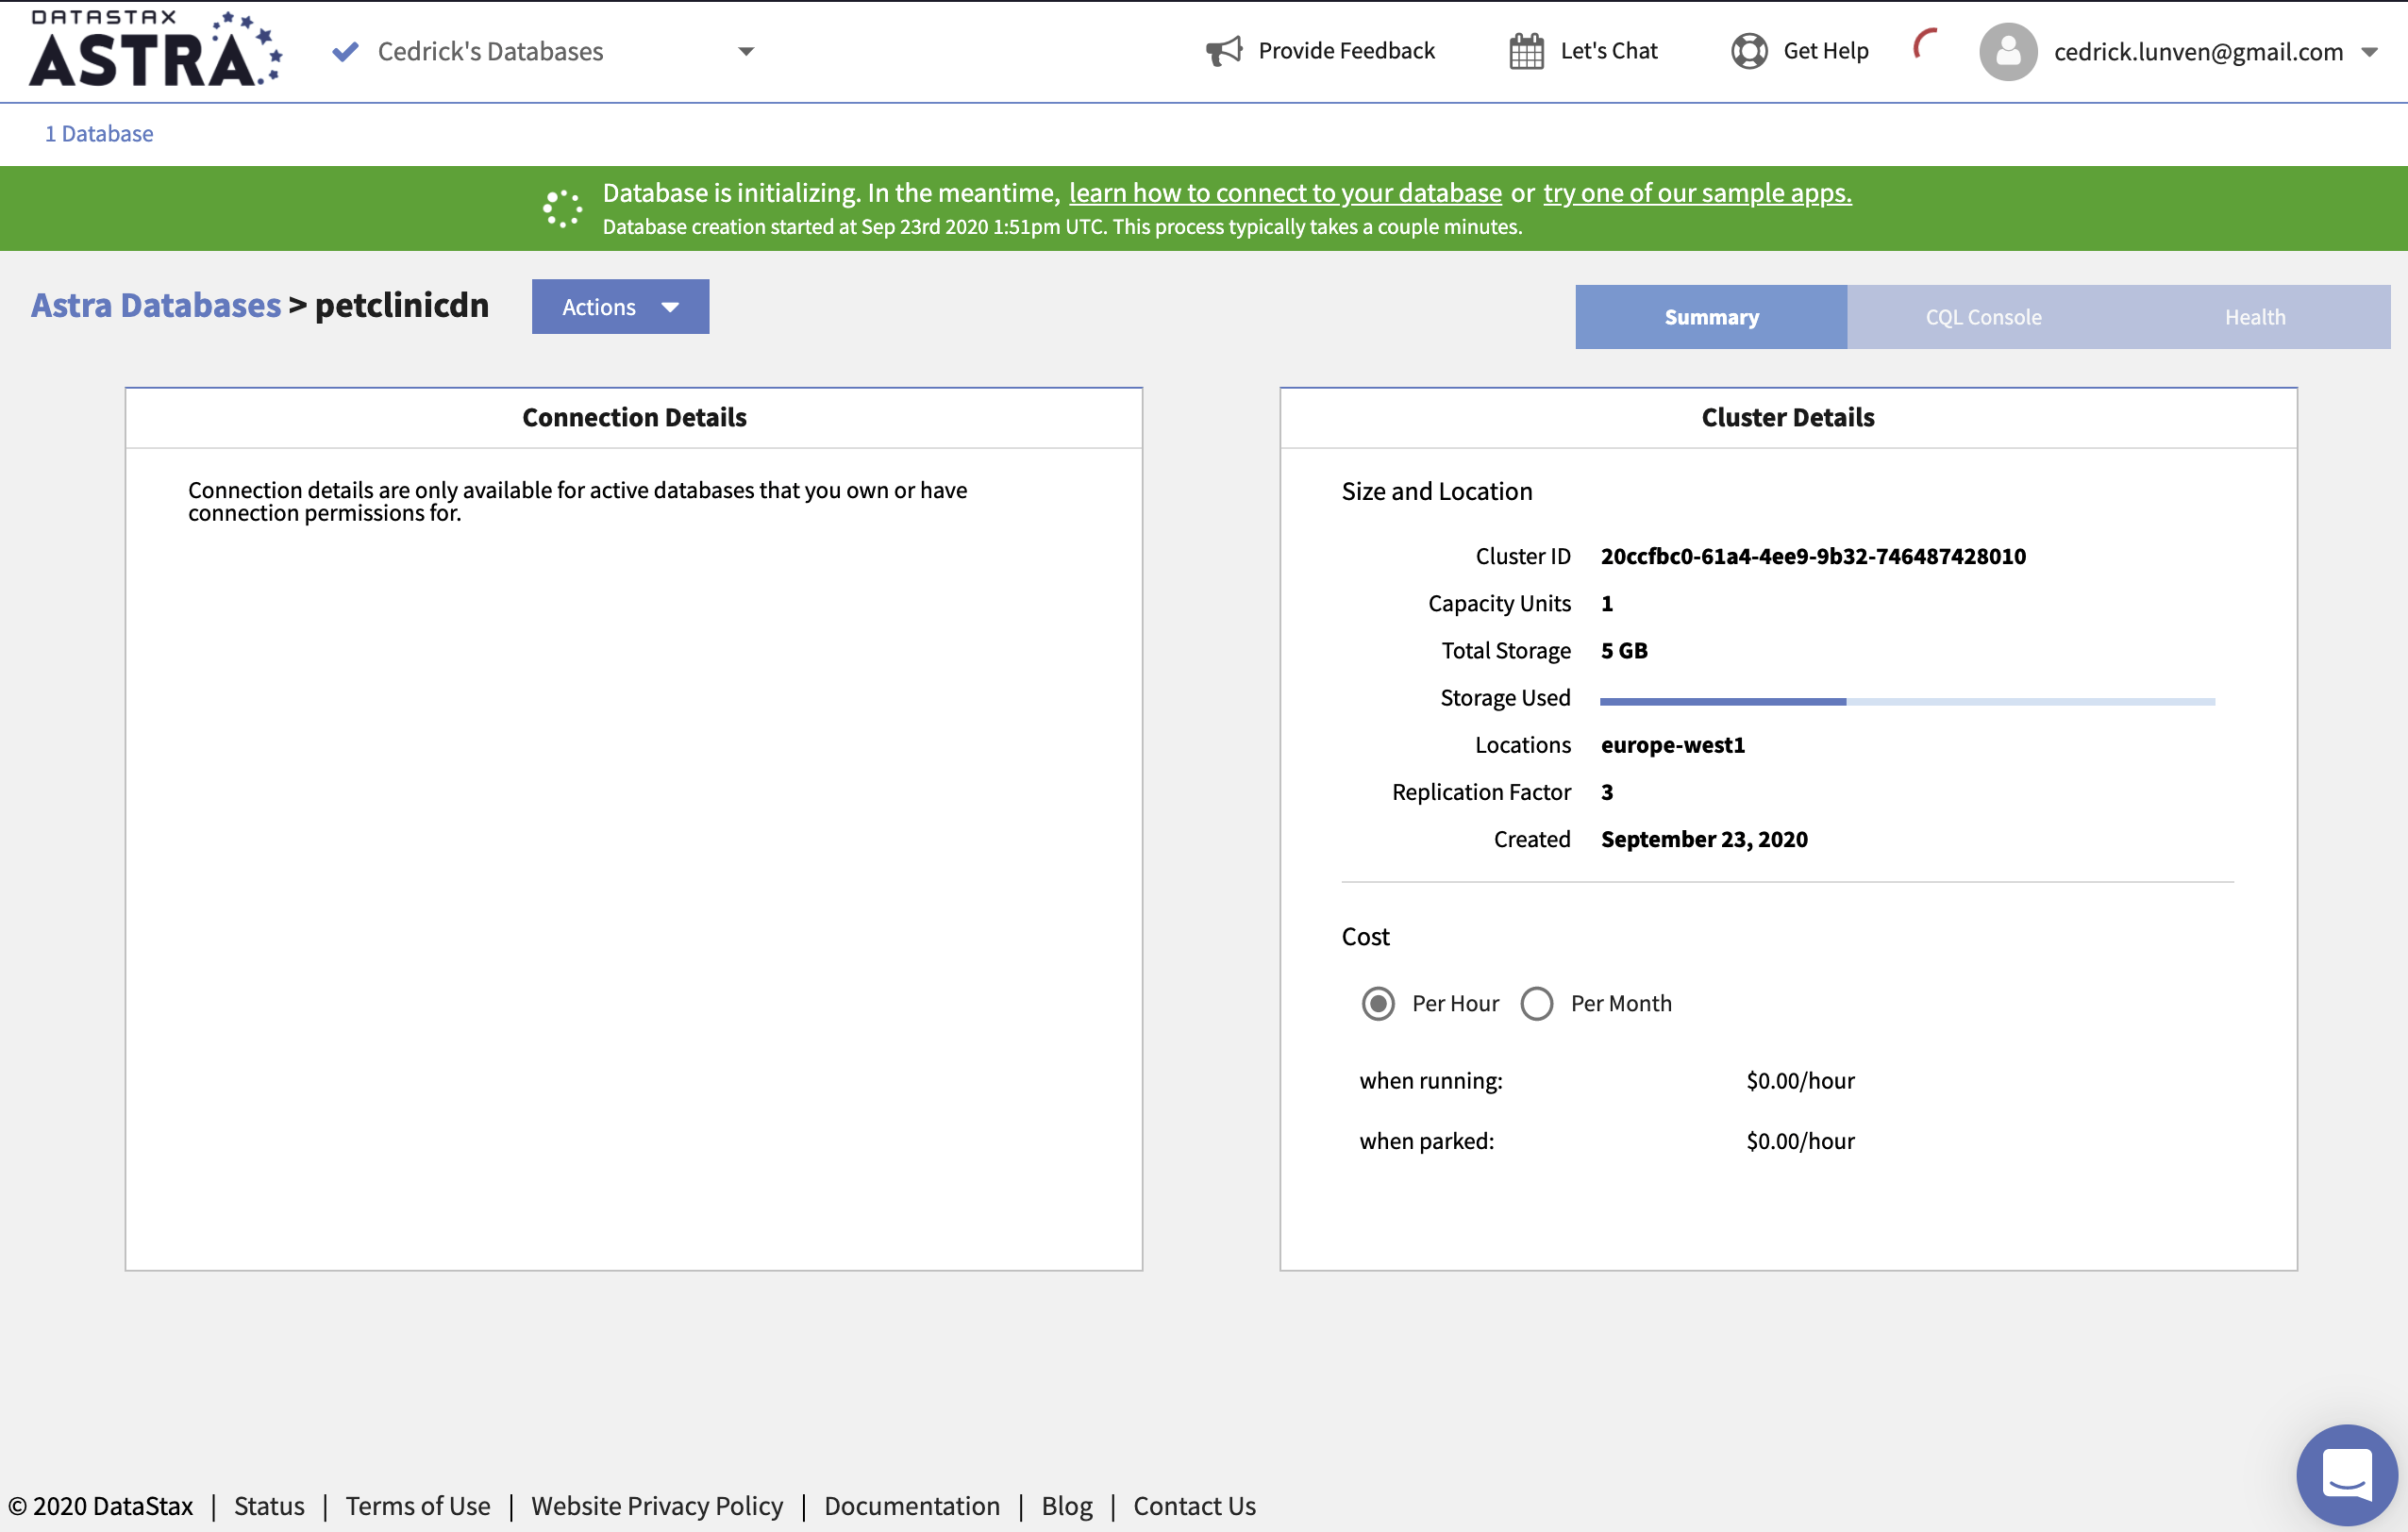 DATASTAX
ASTRA
Cedrick's Databases
Provide Feedback
Let's Chat
Get Help
cedrick.lunven@gmail.com
1 Database
Database is initializing. In the meantime, learn how to connect to your database or try one of our sample apps.
Database creation started at Sep 23rd 2020 1:51pm UTC. This process typically takes a couple minutes.
Astra Databases > petclinicdn
Actions
Summary
CQL Console
Health
Connection Details
Connection details are only available for active databases that you own or have
connection permissions for.
Cluster Details
Size and Location
Cluster ID 20ccfbc0-61a4-4ee9-9b32-746487428010
Capacity Units 1
Total Storage 5 GB
Storage Used
Locations europe-west1
Replication Factor 3
Created September 23, 2020
Cost
Per Hour Per Month
when running: $0.00/hour
when parked: $0.00/hour
© 2020 DataStax | Status | Terms of Use | Website Privacy Policy | Documentation | Blog | Contact Us